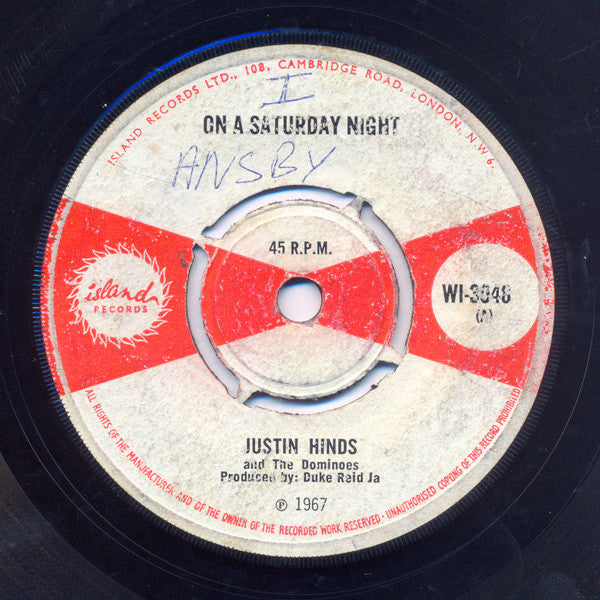 ISLAND RECORDS LTD., 108, CAMBRIDGE ROAD, LONDON, N.W.6.
I
ON A SATURDAY NIGHT
ANSBY
45 R.P.M.
island
RECORDS
WI-3048
(A)
JUSTIN HINDS
and The Dominoes
Produced by: Duke Reid Ja
℗ 1967
ALL RIGHTS OF THE MANUFACTURER AND OF THE OWNER OF THE RECORDED WORK RESERVED · UNAUTHORISED COPYING OF THIS RECORD PROHIBITED